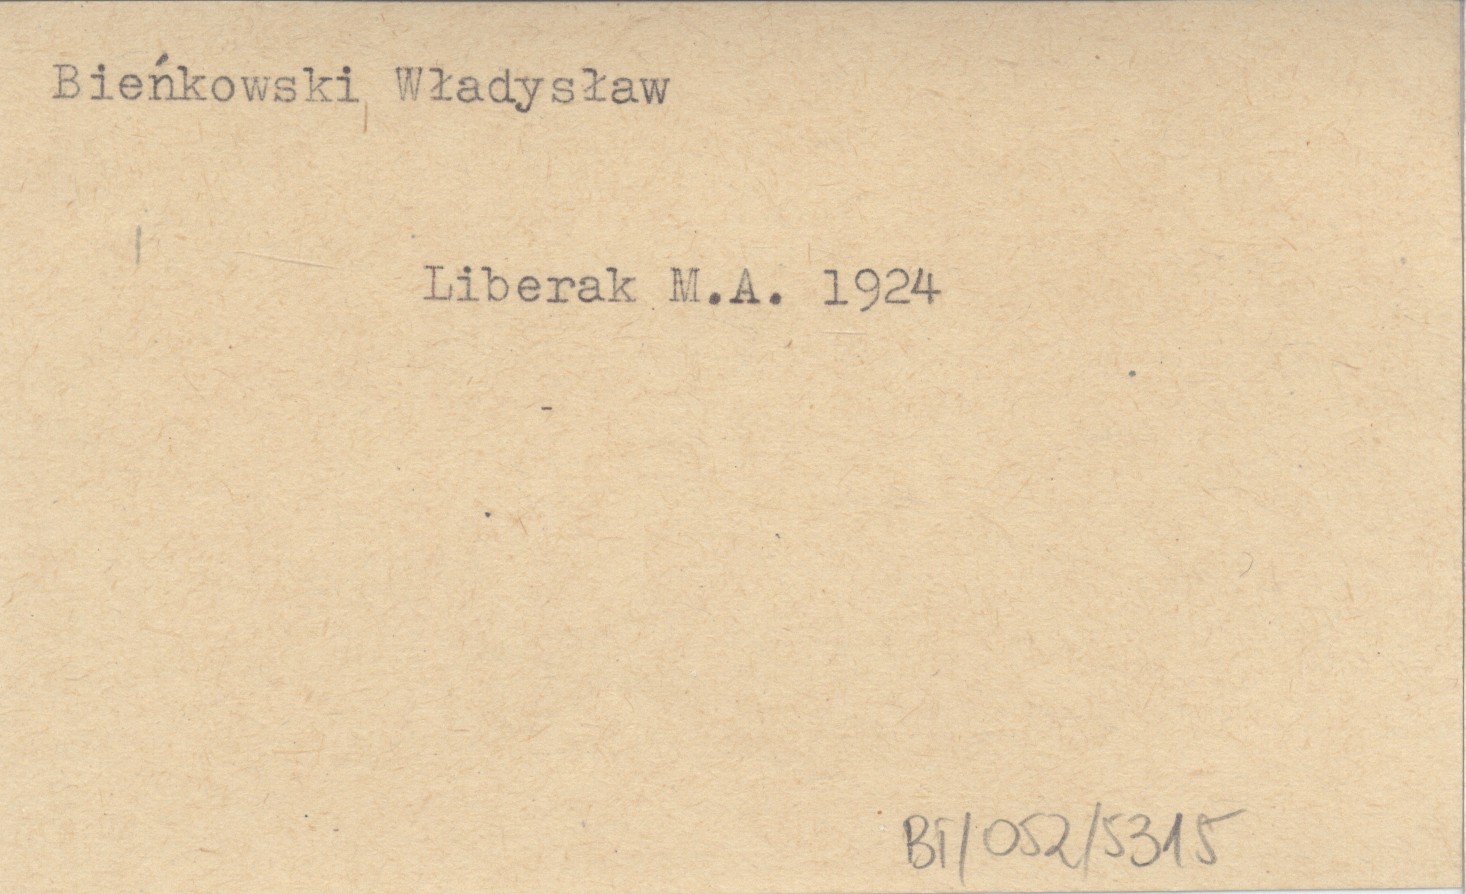 Bieńkowski Władysław
Liberak M.A. 1924
BT/052/5315